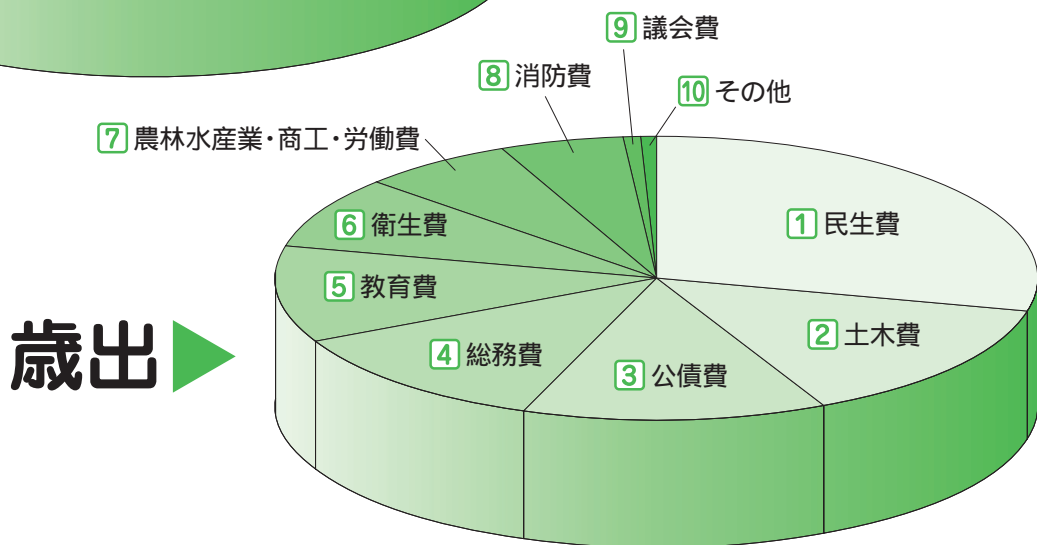 歳出
1 民生費
2 土木費
3 公債費
4 総務費
5 教育費
6 衛生費
7 農林水産業・商工・労働費
8 消防費
9 議会費
10 その他